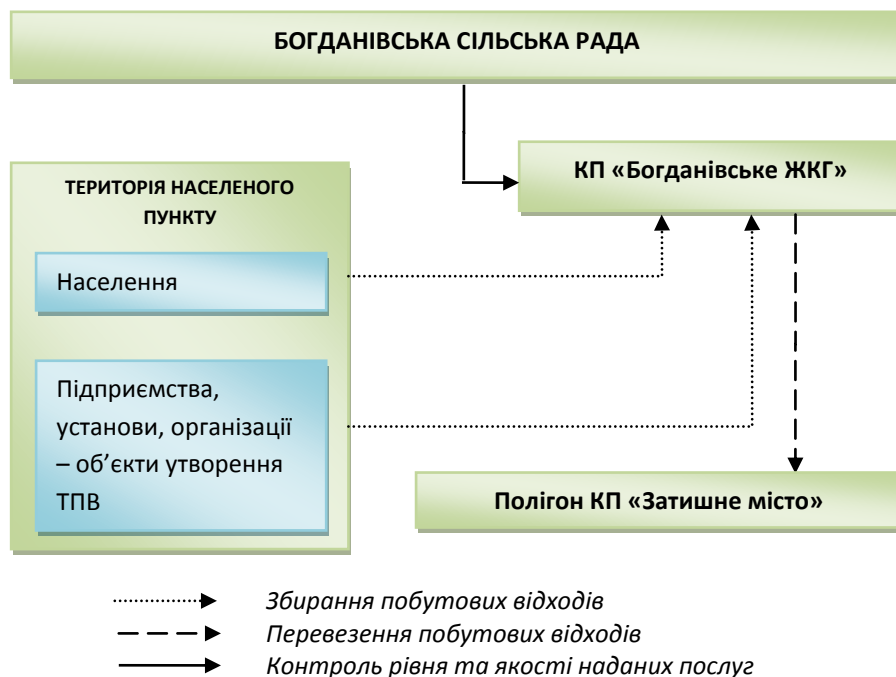 БОГДАНІВСЬКА СІЛЬСЬКА РАДА
КП «Богданівське ЖКГ»
ТЕРИТОРІЯ НАСЕЛЕНОГО
ПУНКТУ
Населення
Підприємства,
установи, організації
– об’єкти утворення
ТПВ
Полігон КП «Затишне місто»
Збирання побутових відходів
Перевезення побутових відходів
Контроль рівня та якості наданих послуг